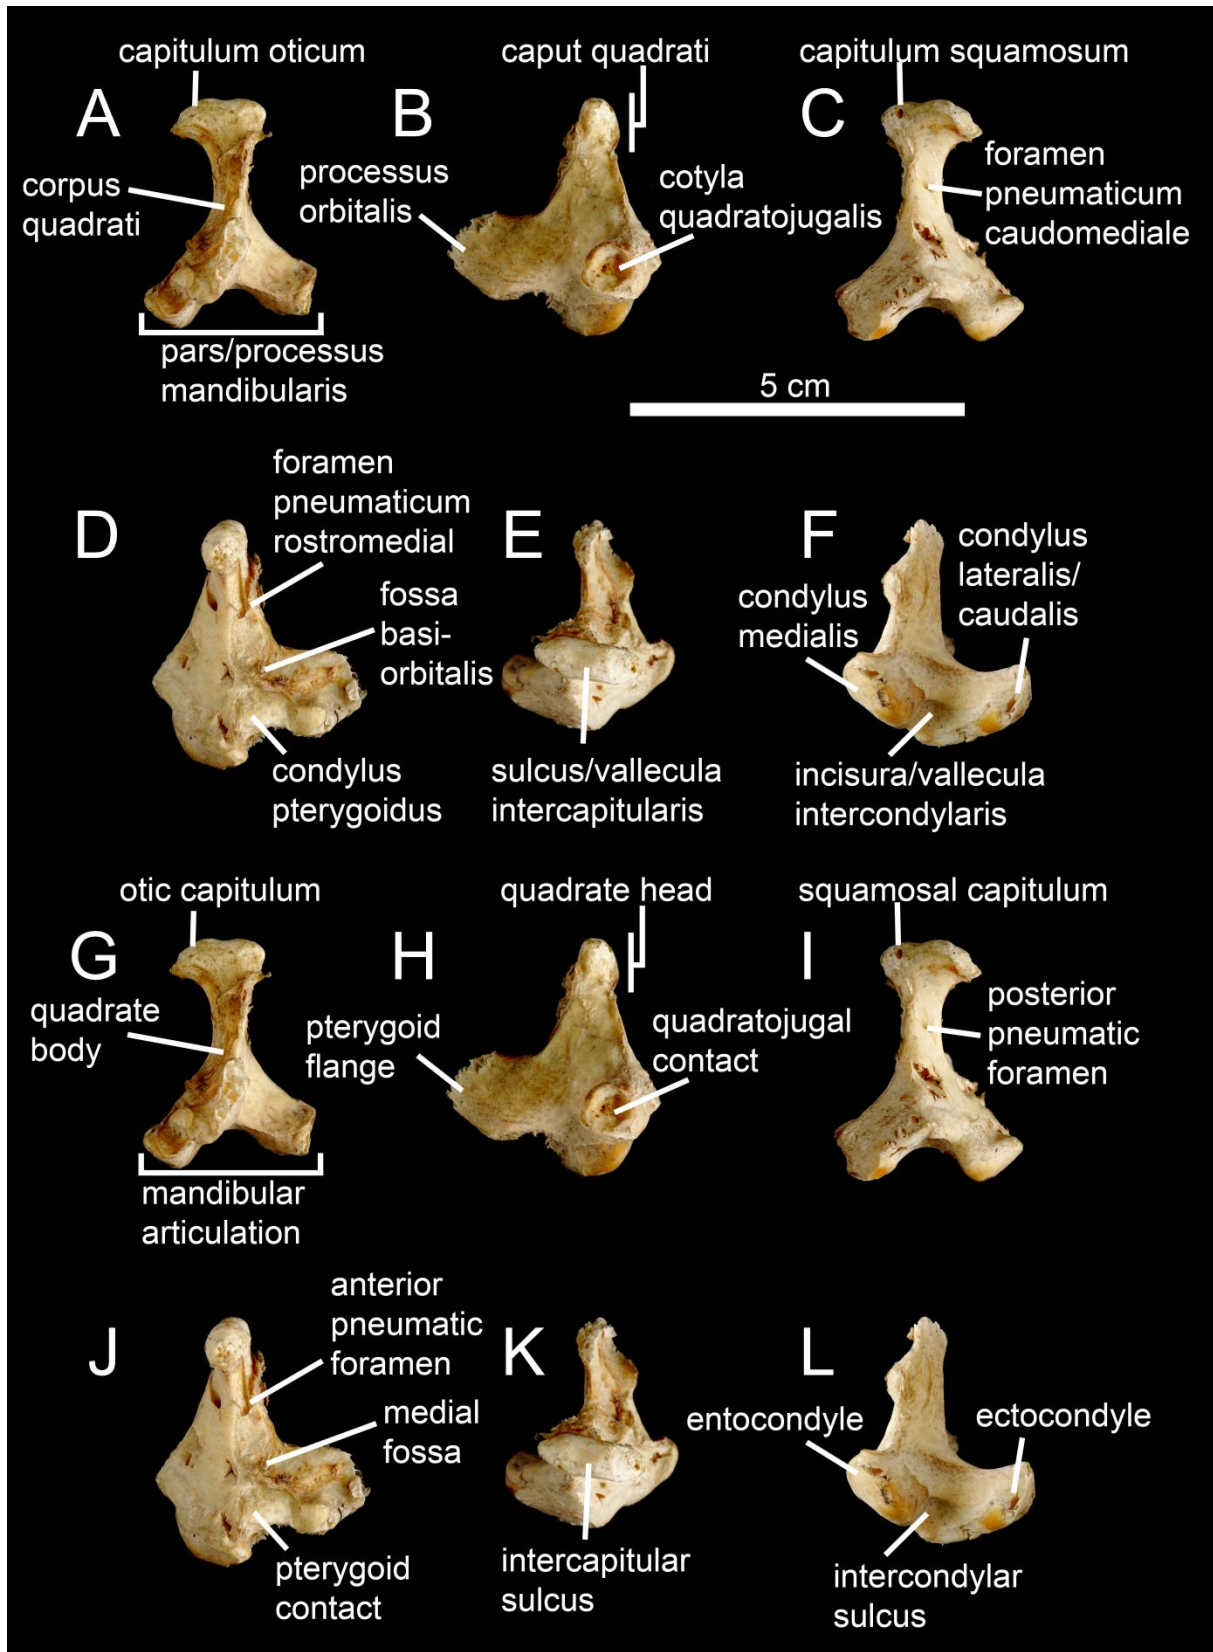 capitulum oticum
caput quadrati
capitulum squamosum
A
B
C
corpus
quadrati
processus
orbitalis
cotyla
quadratojugalis
foramen
pneumaticum
caudomediale
pars/processus
mandibularis
5 cm
D
foramen
pneumaticum
rostromedial
fossa
basi-
orbitalis
condylus
pterygoidus
E
sulcus/vallecula
intercapitularis
F
condylus
medialis
condylus
lateralis/
caudalis
incisura/vallecula
intercondylaris
otic capitulum
quadrate head
squamosal capitulum
G
H
I
quadrate
body
pterygoid
flange
quadratojugal
contact
posterior
pneumatic
foramen
mandibular
articulation
J
anterior
pneumatic
foramen
medial
fossa
pterygoid
contact
K
intercapitular
sulcus
L
entocondyle
ectocondyle
intercondylar
sulcus